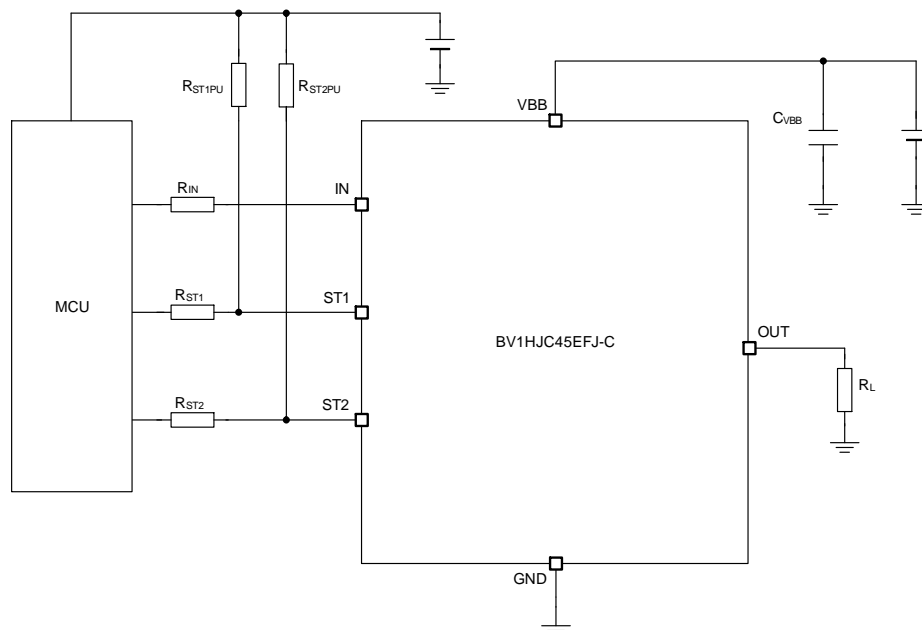 RST1PU
RST2PU
VBB
CVBB
RIN
IN
MCU
RST1
ST1
BV1HJC45EFJ-C
OUT
RL
RST2
ST2
GND